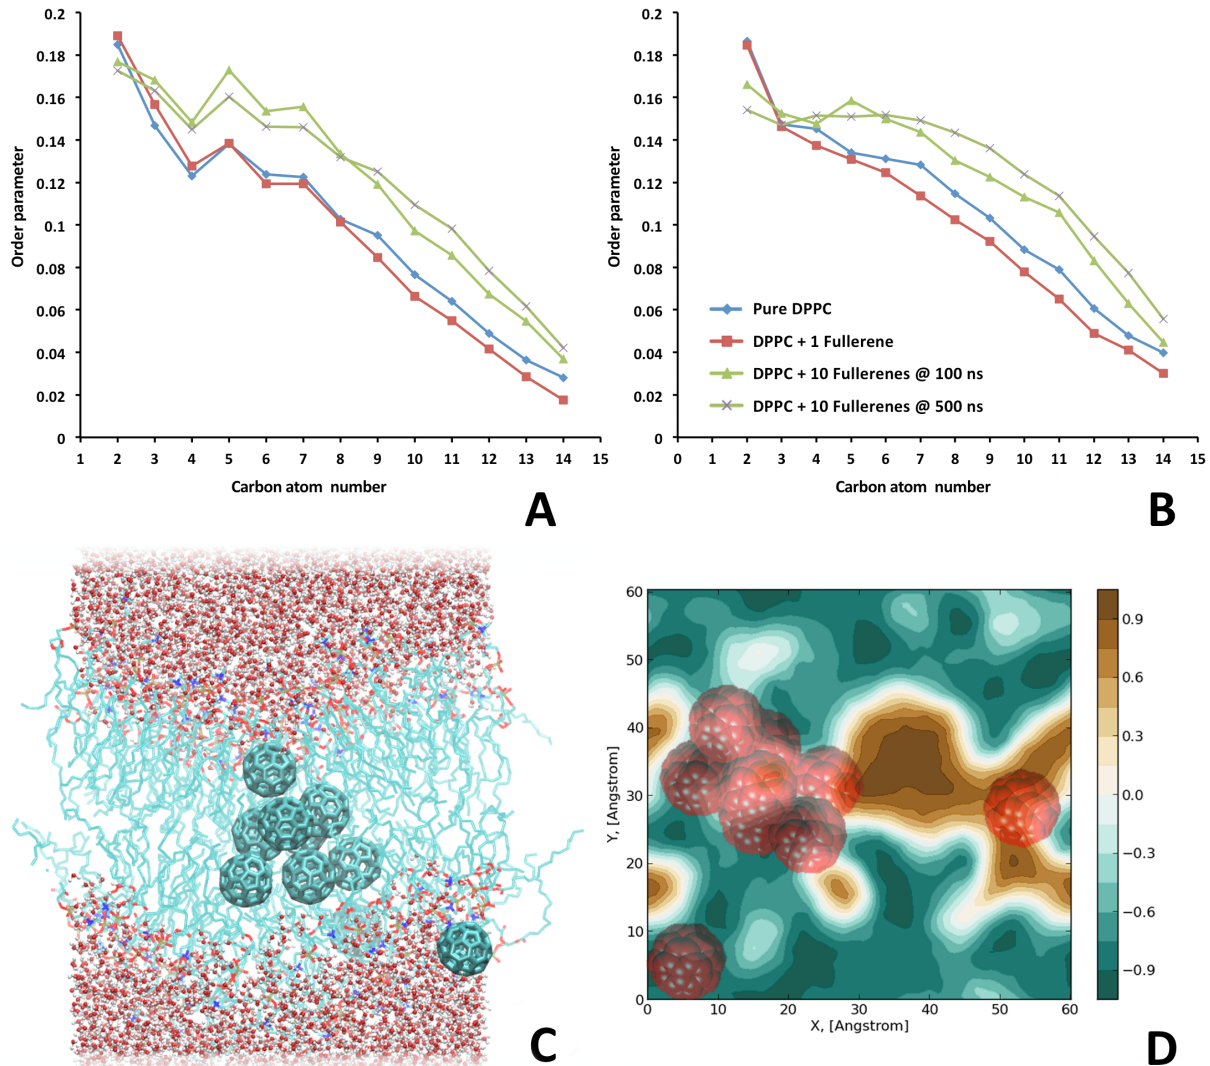 0.2
0.18
0.16
0.14
0.12
0.1
0.08
0.06
0.04
0.02
0
Order parameter
1 2 3 4 5 6 7 8 9 10 11 12 13 14 15
Carbon atom number
A
0.2
0.18
0.16
0.14
0.12
0.1
0.08
0.06
0.04
0.02
0
Order parameter
Pure DPPC
DPPC + 1 Fullerene
DPPC + 10 Fullerenes @ 100 ns
DPPC + 10 Fullerenes @ 500 ns
0 1 2 3 4 5 6 7 8 9 10 11 12 13 14 15
Carbon atom number
B
C
60
50
40
30
20
10
0
Y, [Angstrom]
0 10 20 30 40 50 60
X, [Angstrom]
0.9
0.6
0.3
0.0
−0.3
−0.6
−0.9
D